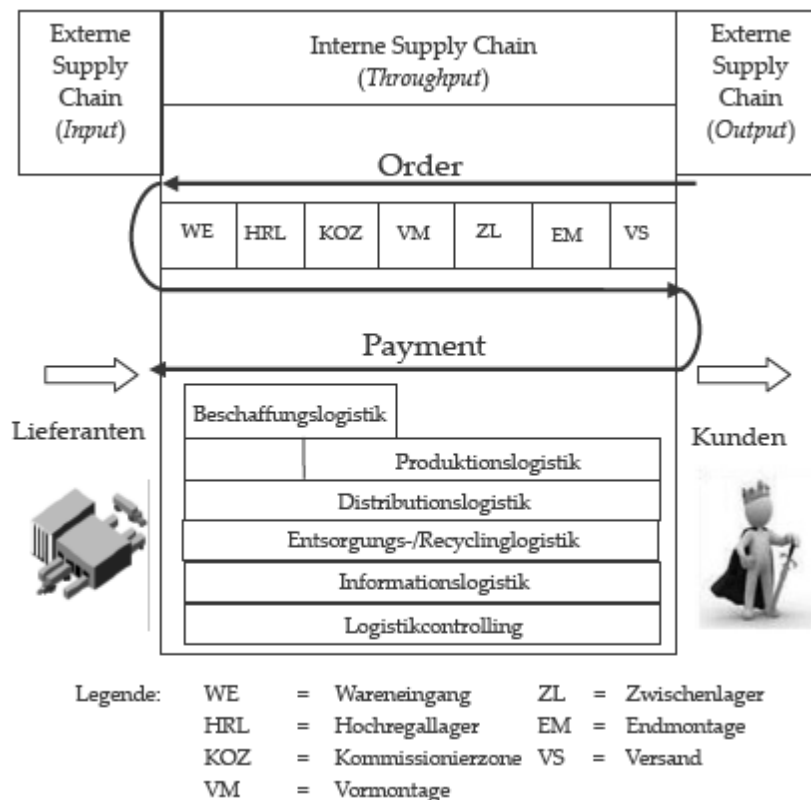 Externe
Supply
Chain
(Input)
Interne Supply Chain
(Throughput)
Externe
Supply
Chain
(Output)
Order
WE HRL KOZ VM ZL EM VS
Payment
Lieferanten
Kunden
Beschaffungslogistik
Produktionslogistik
Distributionslogistik
Entsorgungs-/Recyclinglogistik
Informationslogistik
Logistikcontrolling
Legende: WE = Wareneingang ZL = Zwischenlager
HRL = Hochregallager EM = Endmontage
KOZ = Kommissionierzone VS = Versand
VM = Vormontage